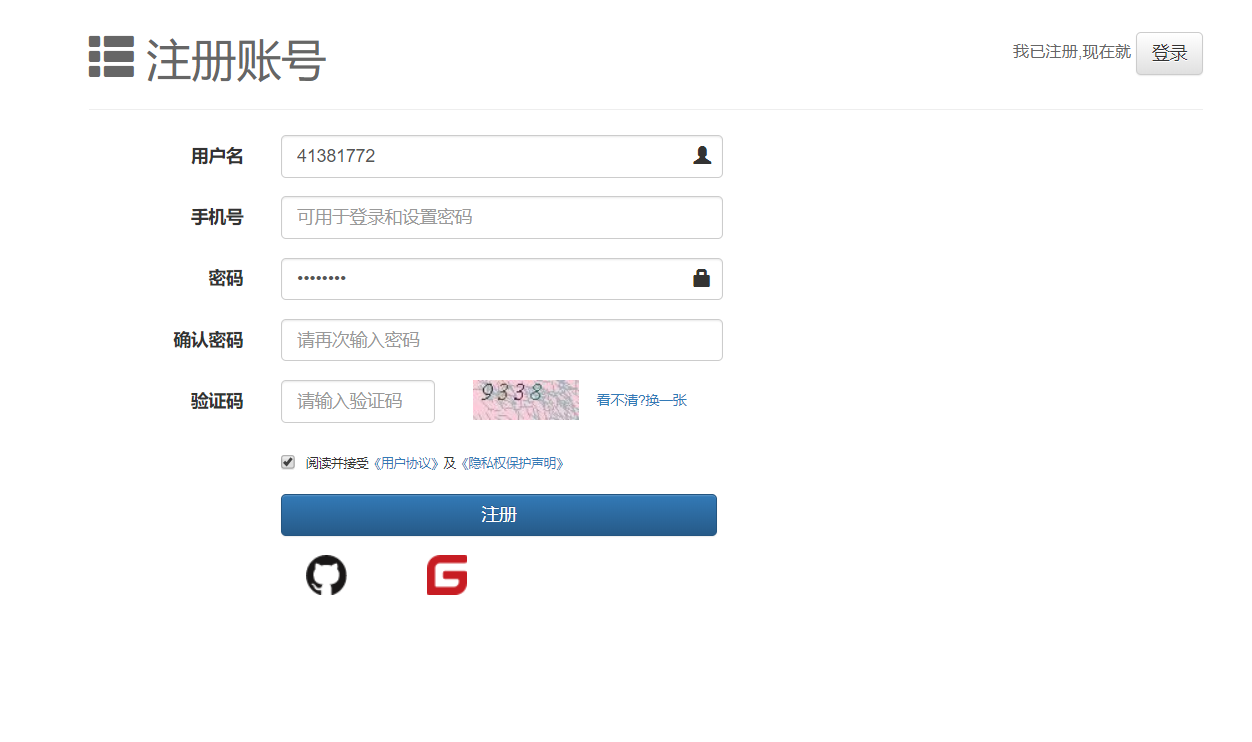 注册账号
我已注册,现在就 登录
用户名 41381772
手机号 可用于登录和设置密码
密码 ••••••••
确认密码 请再次输入密码
验证码 请输入验证码 9338 看不清?换一张
阅读并接受《用户协议》及《隐私权保护声明》
注册